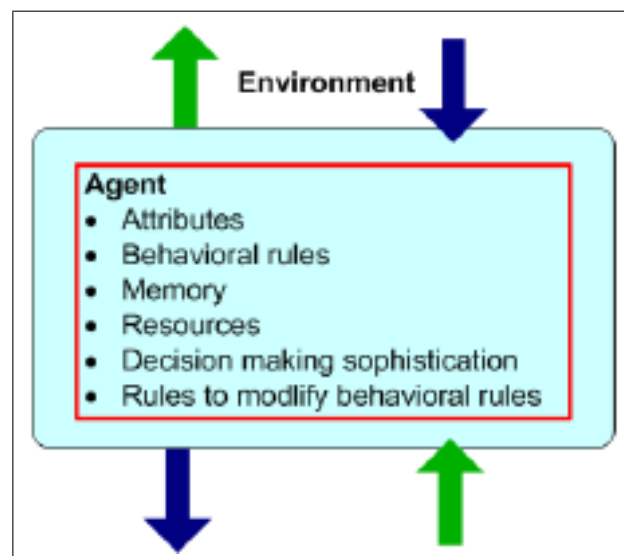 Environment
Agent
• Attributes
• Behavioral rules
• Memory
• Resources
• Decision making sophistication
• Rules to modlify behavioral rules